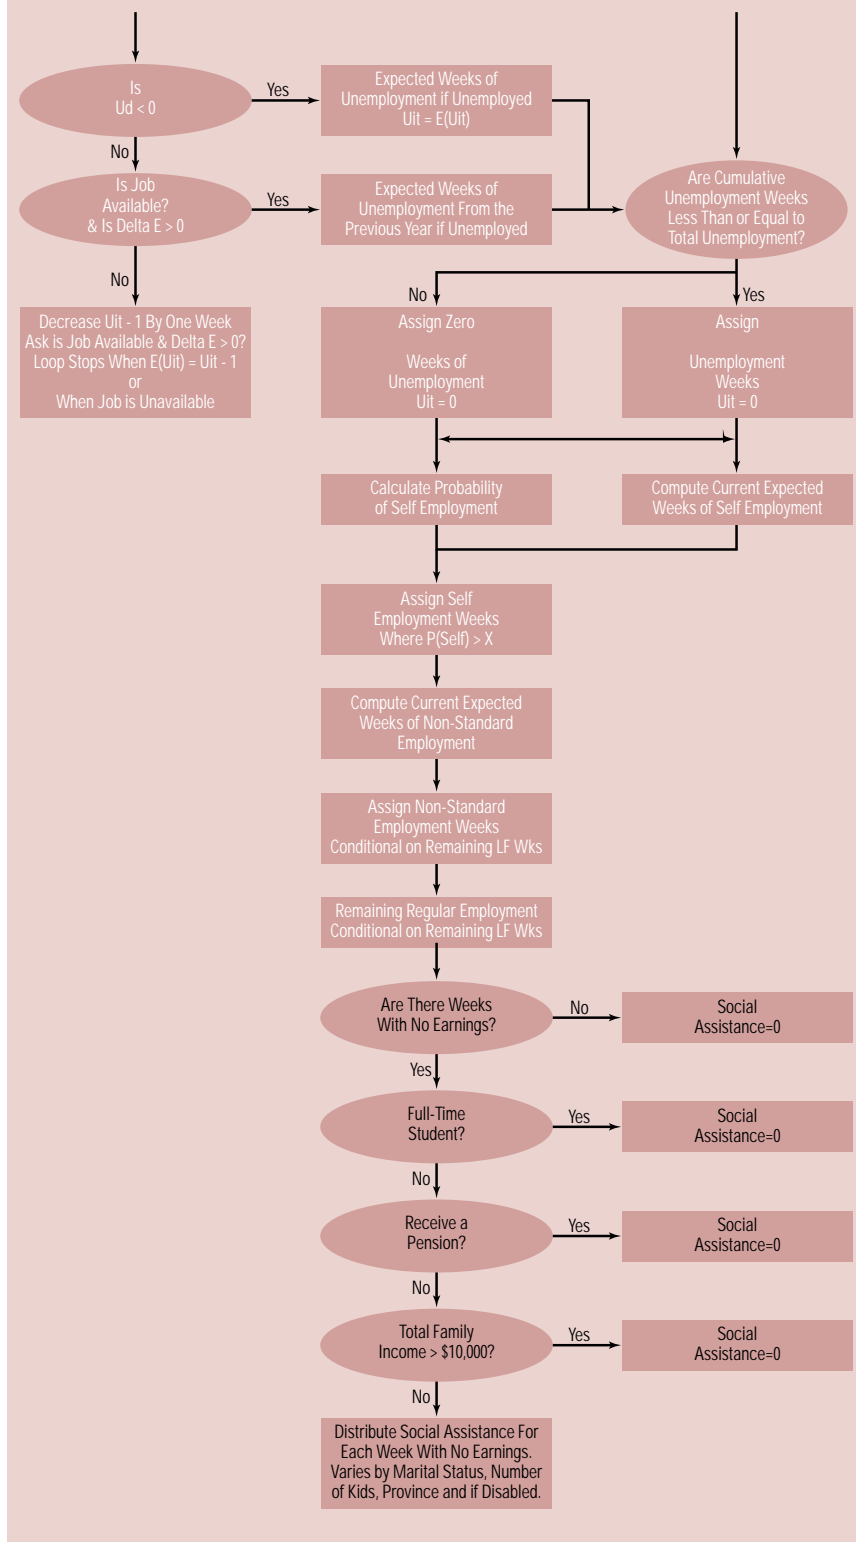 Is
Ud < 0
Yes
Expected Weeks of
Unemployment if Unemployed
Uit = E(Uit)
No
Is Job
Available?
& Is Delta E > 0
Yes
Expected Weeks of
Unemployment From the
Previous Year if Unemployed
Are Cumulative
Unemployment Weeks
Less Than or Equal to
Total Unemployment?
No
Decrease Uit - 1 By One Week
Ask is Job Available & Delta E > 0?
Loop Stops When E(Uit) = Uit - 1
or
When Job is Unavailable
No
Yes
Assign Zero
Weeks of
Unemployment
Uit = 0
Assign
Unemployment
Weeks
Uit = 0
Calculate Probability
of Self Employment
Compute Current Expected
Weeks of Self Employment
Assign Self
Employment Weeks
Where P(Self) > X
Compute Current Expected
Weeks of Non-Standard
Employment
Assign Non-Standard
Employment Weeks
Conditional on Remaining LF Wks
Remaining Regular Employment
Conditional on Remaining LF Wks
Are There Weeks
With No Earnings?
No
Social
Assistance=0
Yes
Full-Time
Student?
Yes
Social
Assistance=0
No
Receive a
Pension?
Yes
Social
Assistance=0
No
Total Family
Income > $10,000?
Yes
Social
Assistance=0
No
Distribute Social Assistance For
Each Week With No Earnings.
Varies by Marital Status, Number
of Kids, Province and if Disabled.